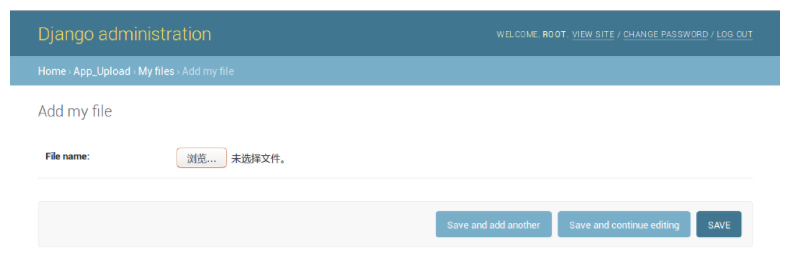 Django administration
WELCOME, ROOT. VIEW SITE / CHANGE PASSWORD / LOG OUT
Home › App_Upload › My files › Add my file
Add my file
File name: 浏览... 未选择文件。
Save and add another Save and continue editing SAVE